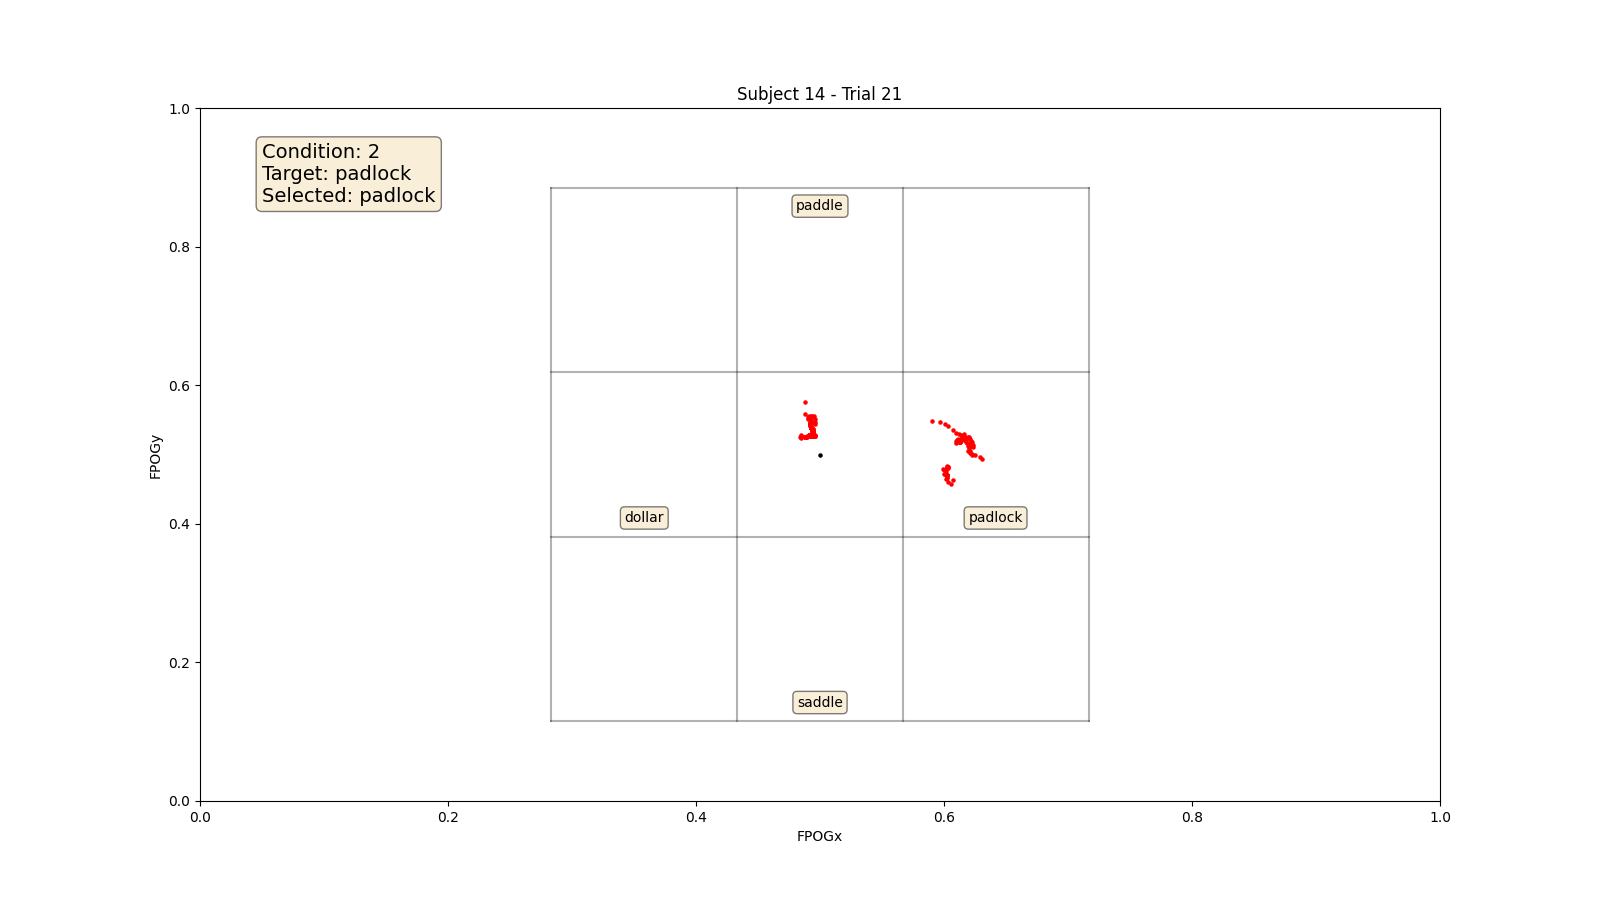 Subject 14 - Trial 21
1.0
Condition: 2
Target: padlock
Selected: padlock
paddle
0.8
0.6
FPOGy
dollar
padlock
0.4
saddle
0.2
0.0
0.0
0.2
0.4
0.6
0.8
1.0
FPOGx